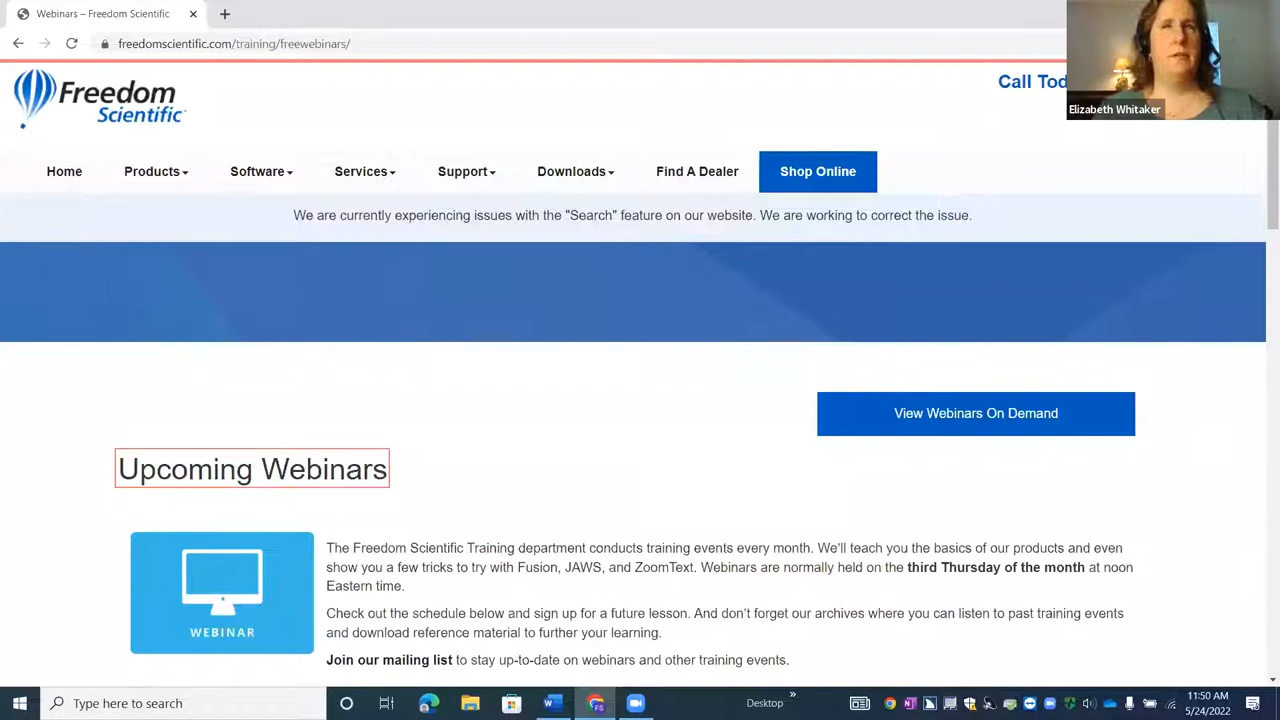 Webinars – Freedom Scientific
freedomscientific.com/training/freewebinars/
Freedom
Scientific
Call Tod
Elizabeth Whitaker
Home Products Software Services Support Downloads Find A Dealer Shop Online
We are currently experiencing issues with the "Search" feature on our website. We are working to correct the issue.
View Webinars On Demand
Upcoming Webinars
The Freedom Scientific Training department conducts training events every month. We'll teach you the basics of our products and even
show you a few tricks to try with Fusion, JAWS, and ZoomText. Webinars are normally held on the third Thursday of the month at noon
Eastern time.
WEBINAR
Check out the schedule below and sign up for a future lesson. And don't forget our archives where you can listen to past training events
and download reference material to further your learning.
Join our mailing list to stay up-to-date on webinars and other training events.
Type here to search
Desktop
11:50 AM
5/24/2022